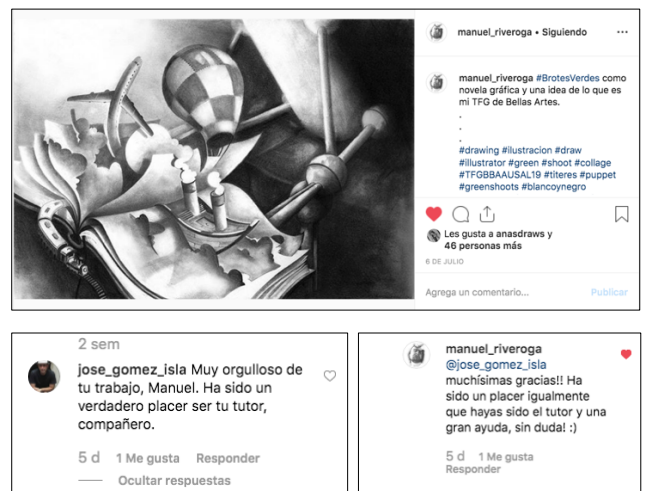 manuel_riveroga • Siguiendo
manuel_riveroga #BrotesVerdes como
novela gráfica y una idea de lo que es
mi TFG de Bellas Artes.
.
.
.
#drawing #ilustracion #draw
#illustrator #green #shoot #collage
#TFGBBAAUSAL19 #titeres #puppet
#greenshoots #blancoynegro
Les gusta a anasdraws y
46 personas más
6 DE JULIO
Agrega un comentario...
Publicar
2 sem
jose_gomez_isla Muy orgulloso de
tu trabajo, Manuel. Ha sido un
verdadero placer ser tu tutor,
compañero.
5 d 1 Me gusta Responder
Ocultar respuestas
manuel_riveroga
@jose_gomez_isla
muchísimas gracias!! Ha
sido un placer igualmente
que hayas sido el tutor y una
gran ayuda, sin duda! :)
5 d 1 Me gusta
Responder